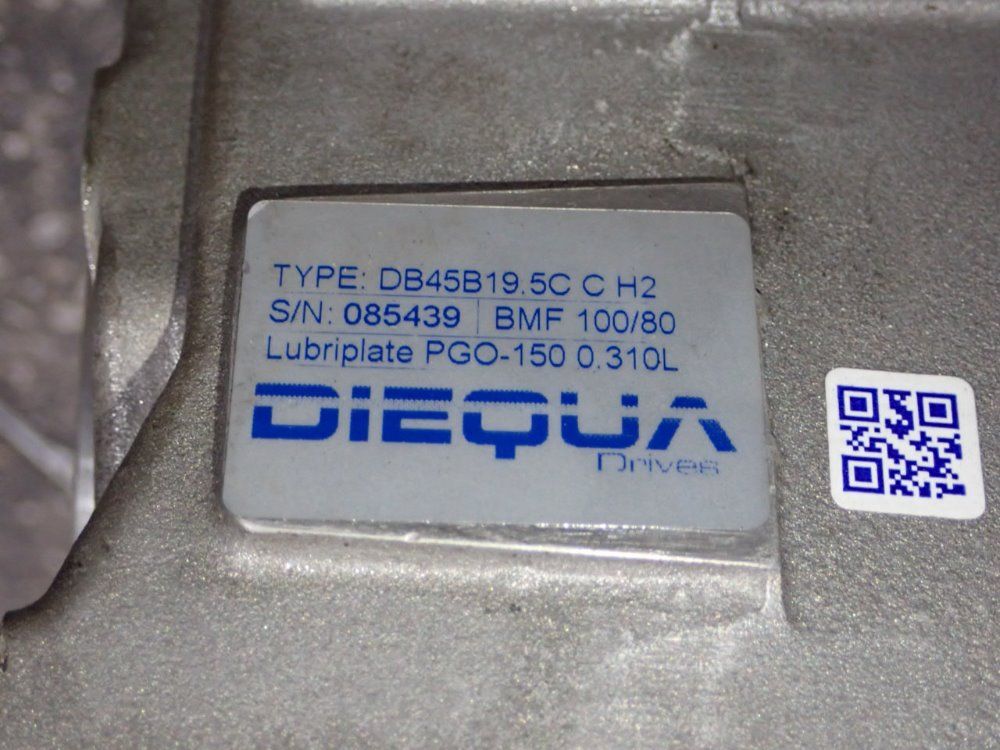 TYPE: DB45B19.5C C H2
S/N: 085439 | BMF 100/80
Lubriplate PGO-150 0.310L
DIEQUA
Drives